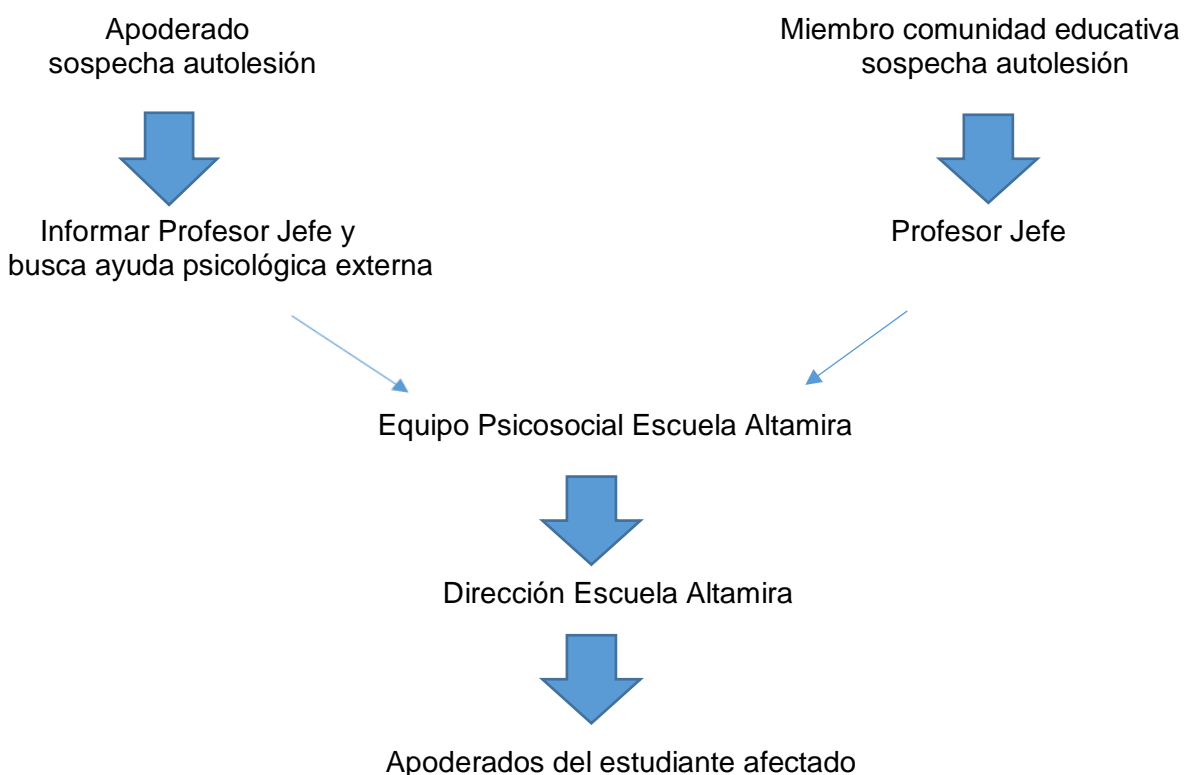 Apoderado
sospecha autolesión
Miembro comunidad educativa
sospecha autolesión
Informar Profesor Jefe y
busca ayuda psicológica externa
Profesor Jefe
Equipo Psicosocial Escuela Altamira
Dirección Escuela Altamira
Apoderados del estudiante afectado